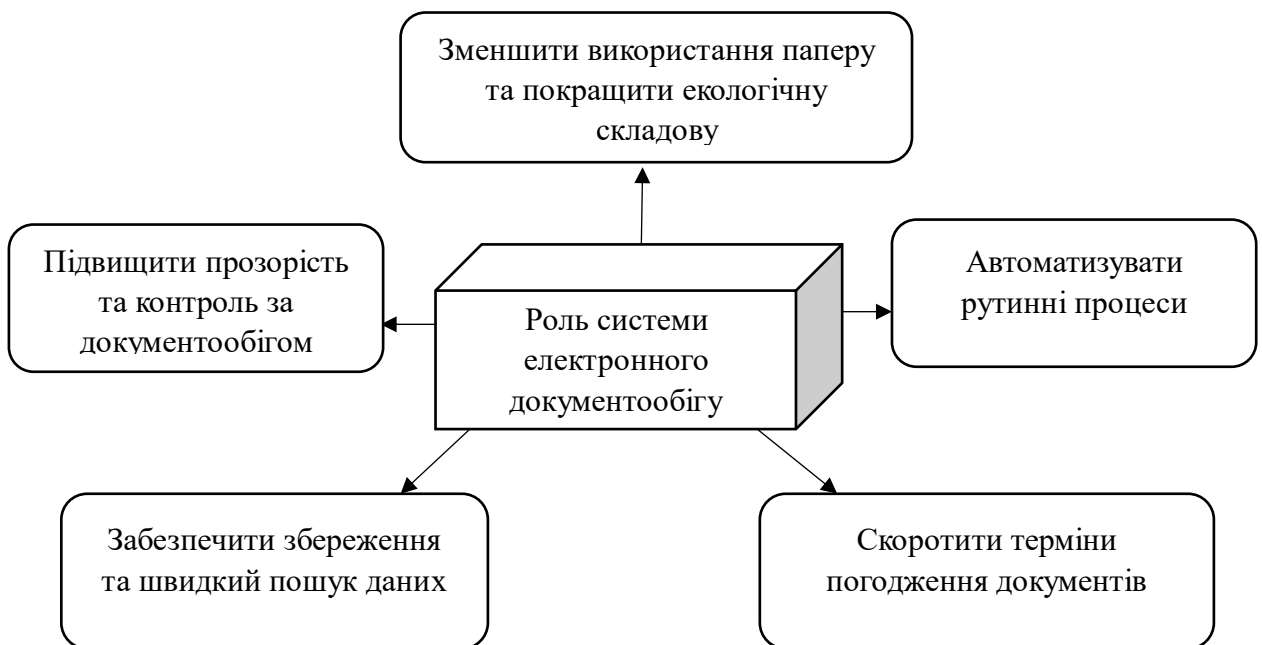 Зменшити використання паперу
та покращити екологічну
складову
Підвищити прозорість
та контроль за
документообігом
Роль системи
електронного
документообігу
Автоматизувати
рутинні процеси
Забезпечити збереження
та швидкий пошук даних
Скоротити терміни
погодження документів